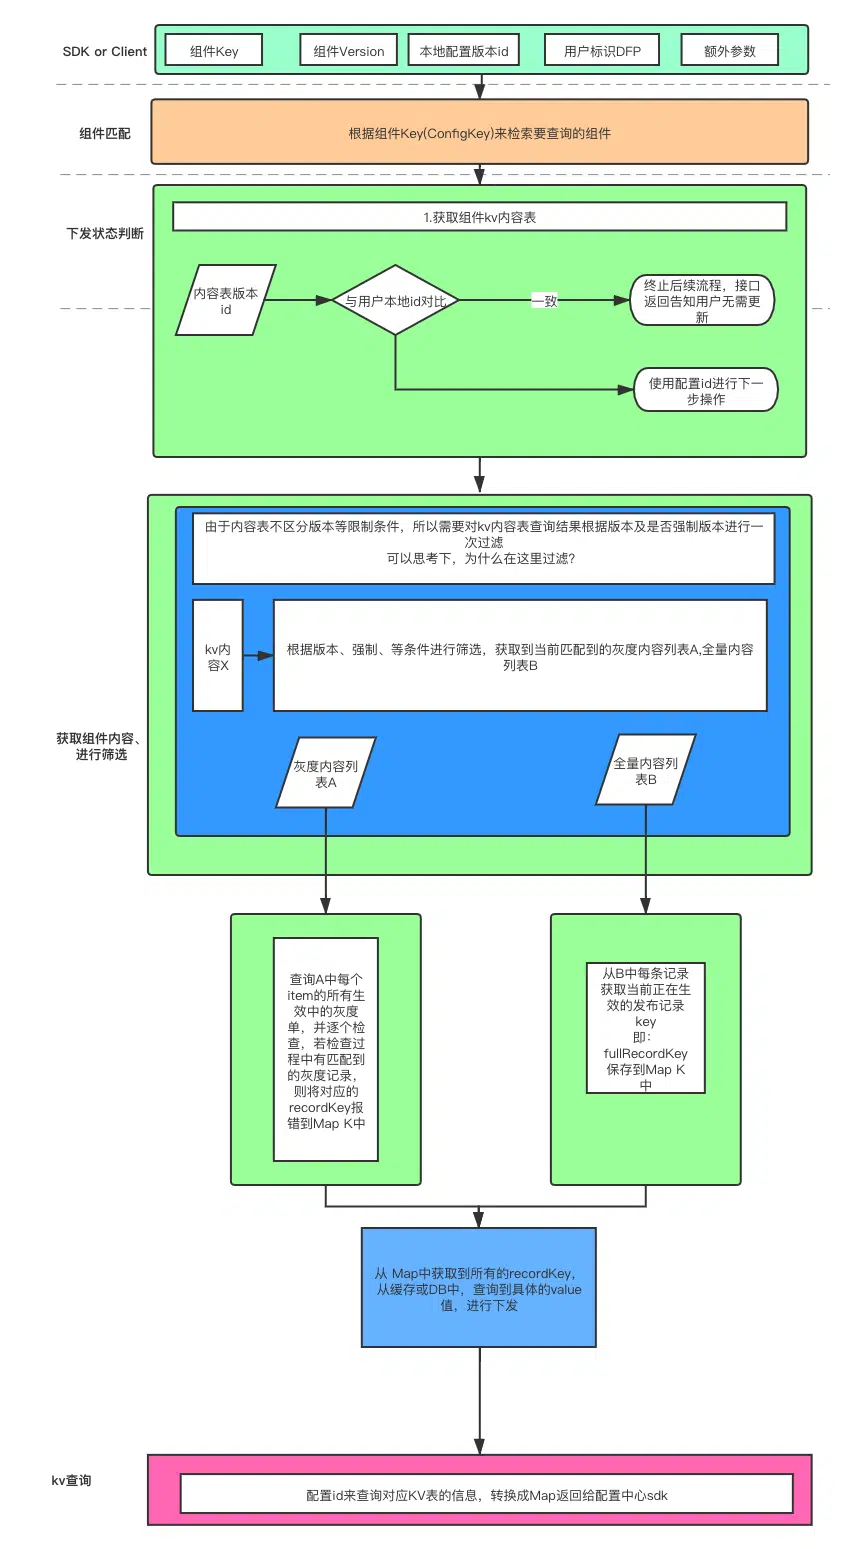 SDK or Client
组件Key
组件Version
本地配置版本id
用户标识DFP
额外参数
组件匹配
根据组件Key(ConfigKey)来检索要查询的组件
下发状态判断
1.获取组件kv内容表
内容表版本
id
与用户本地id对比
一致
终止后续流程，接口
返回告知用户无需更
新
使用配置id进行下一
步操作
由于内容表不区分版本等限制条件，所以需要对kv内容表查询结果根据版本及是否强制版本进行一
次过滤
可以思考下，为什么在这里过滤?
kv内
容X
根据版本、强制、等条件进行筛选，获取到当前匹配到的灰度内容列表A,全量内容
列表B
获取组件内容、
进行筛选
灰度内容列
表A
全量内容列
表B
查询A中每个
item的所有生
效中的灰度
单，并逐个检
查，若检查过
程中有匹配到
的灰度记录，
则将对应的
recordKey报
错到Map K中
从B中每条记录
获取当前正在生
效的发布记录
key
即：
fullRecordKey
保存到Map K
中
从 Map中获取到所有的recordKey，
从缓存或DB中，查询到具体的value
值，进行下发
kv查询
配置id来查询对应KV表的信息，转换成Map返回给配置中心sdk